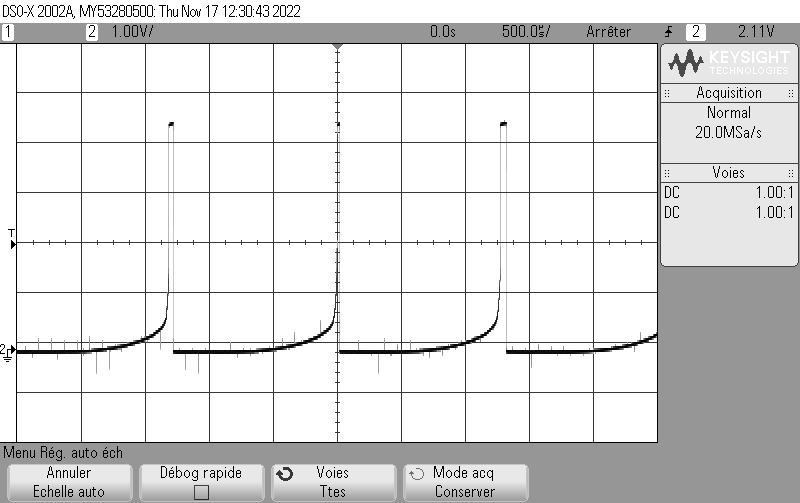 DSO-X 2002A, MY53280500: Thu Nov 17 12:30:43 2022
1 2 1.00V/ 0.0s 500.0㎲/ Arrêter 2 2.11V
KEYSIGHT
TECHNOLOGIES
Acquisition
Normal
20.0MSa/s
Voies
DC 1.00:1
DC 1.00:1
T
2
Menu Rég. auto éch
Annuler
Echelle auto
Débog rapide
Voies
Ttes
Mode acq
Conserver